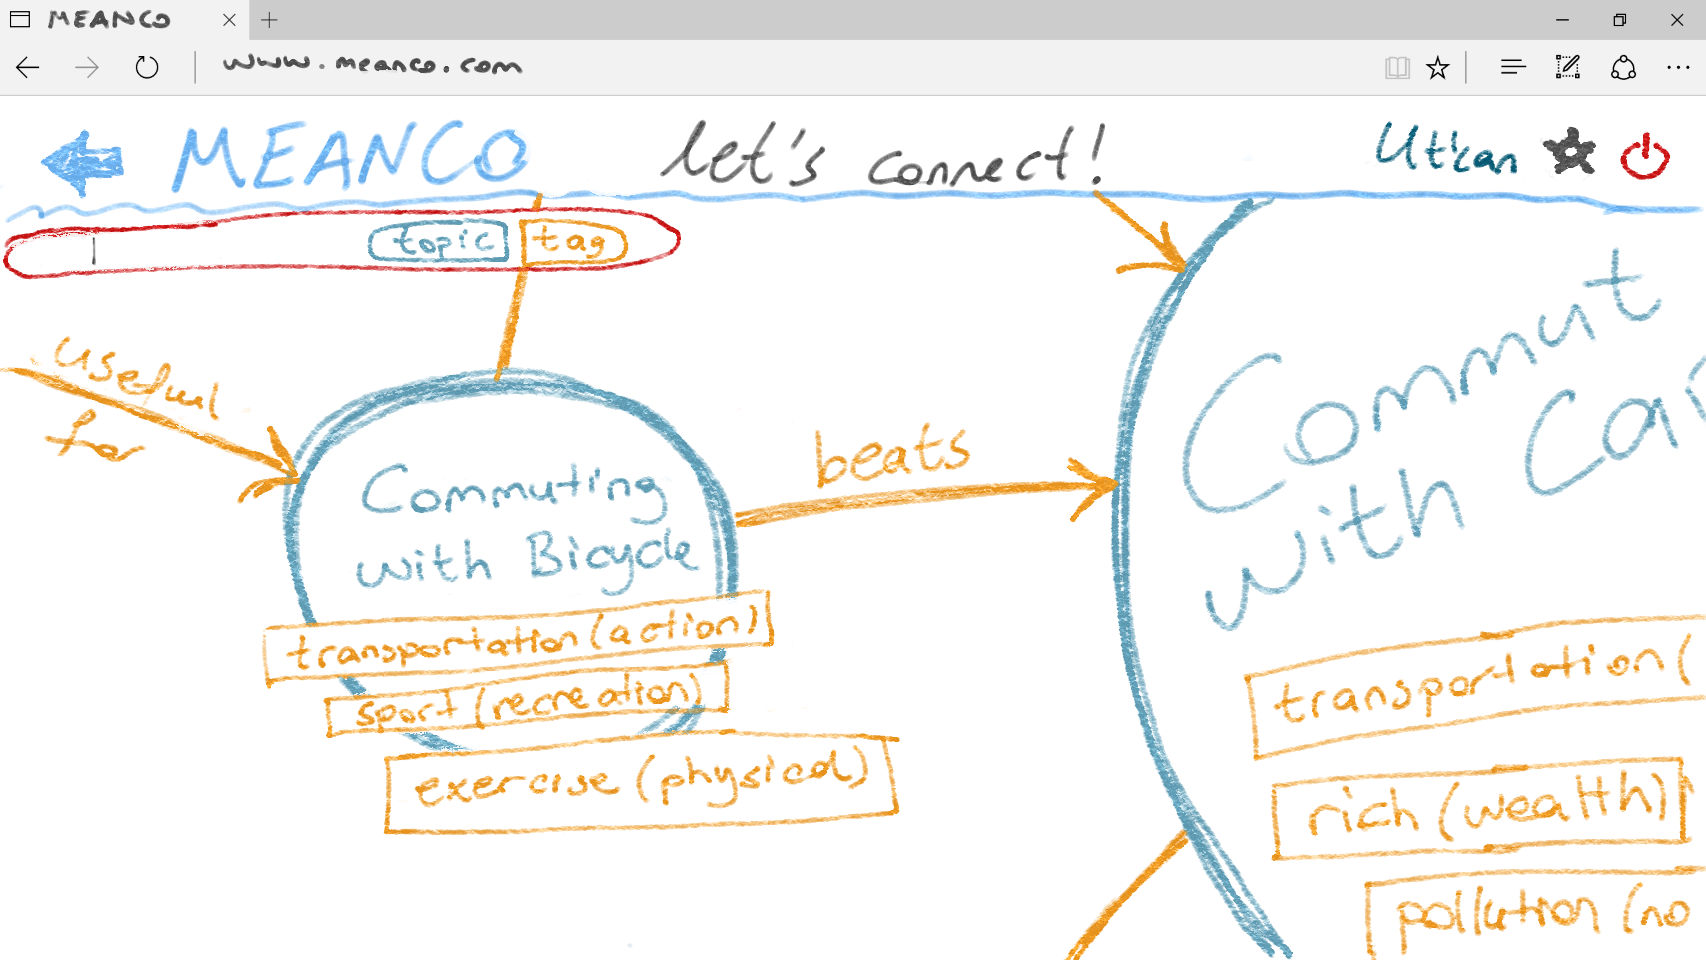 MEANCO
www.meanco.com
MEANCO let's connect! Utkan
topic tag
useful
for
beats
Commuting
with Bicycle
transportation (action)
sport (recreation)
exercise (physical)
Commut
with Car
transportation (
rich (wealth)
pollution (no